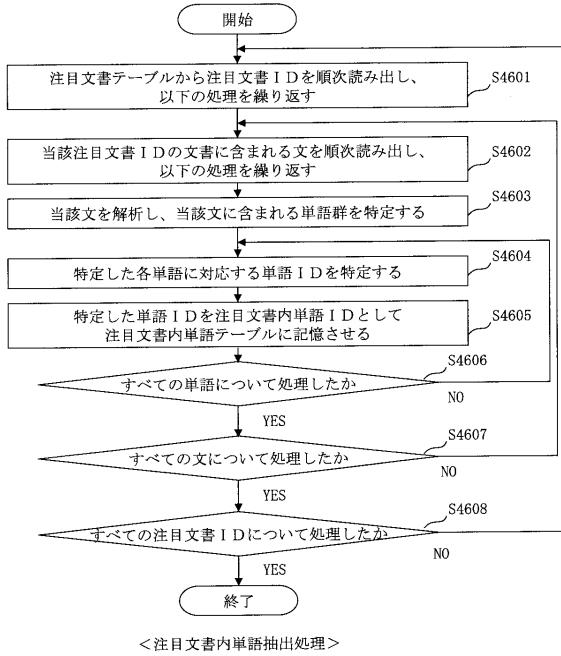 開始
注目文書テーブルから注目文書ＩＤを順次読み出し、
以下の処理を繰り返す
S4601
当該注目文書ＩＤの文書に含まれる文を順次読み出し、
以下の処理を繰り返す
S4602
当該文を解析し、当該文に含まれる単語群を特定する
S4603
特定した各単語に対応する単語ＩＤを特定する
S4604
特定した単語ＩＤを注目文書内単語ＩＤとして
注目文書内単語テーブルに記憶させる
S4605
すべての単語について処理したか
S4606
NO
YES
すべての文について処理したか
S4607
NO
YES
すべての注目文書ＩＤについて処理したか
S4608
NO
YES
終了
＜注目文書内単語抽出処理＞